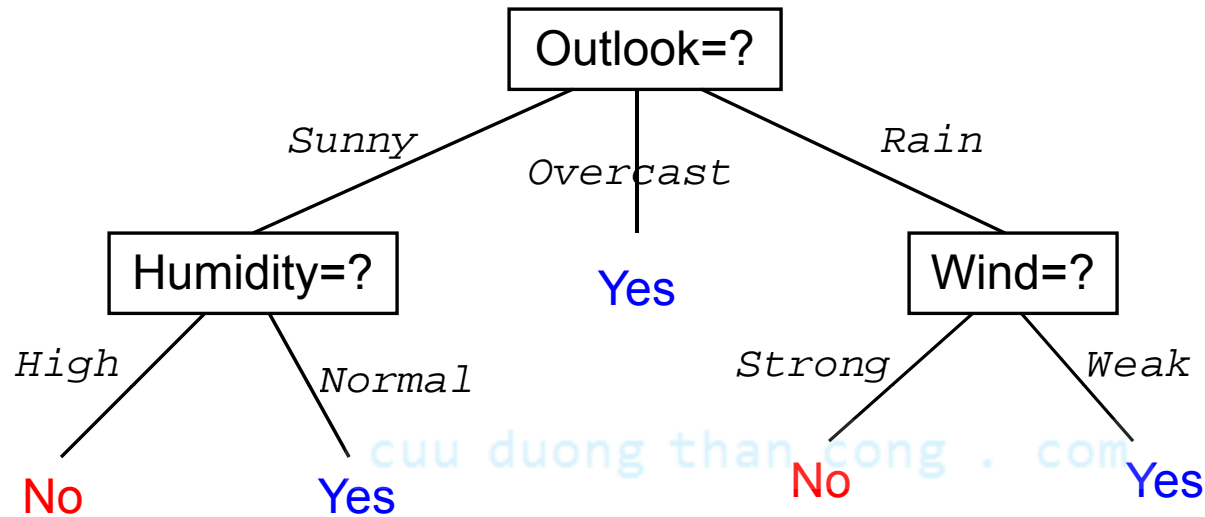 Outlook=?
Sunny
Overcast
Rain
Humidity=?
Yes
Wind=?
High
Normal
Strong
Weak
cuu duong than cong . com
No
Yes
No
Yes